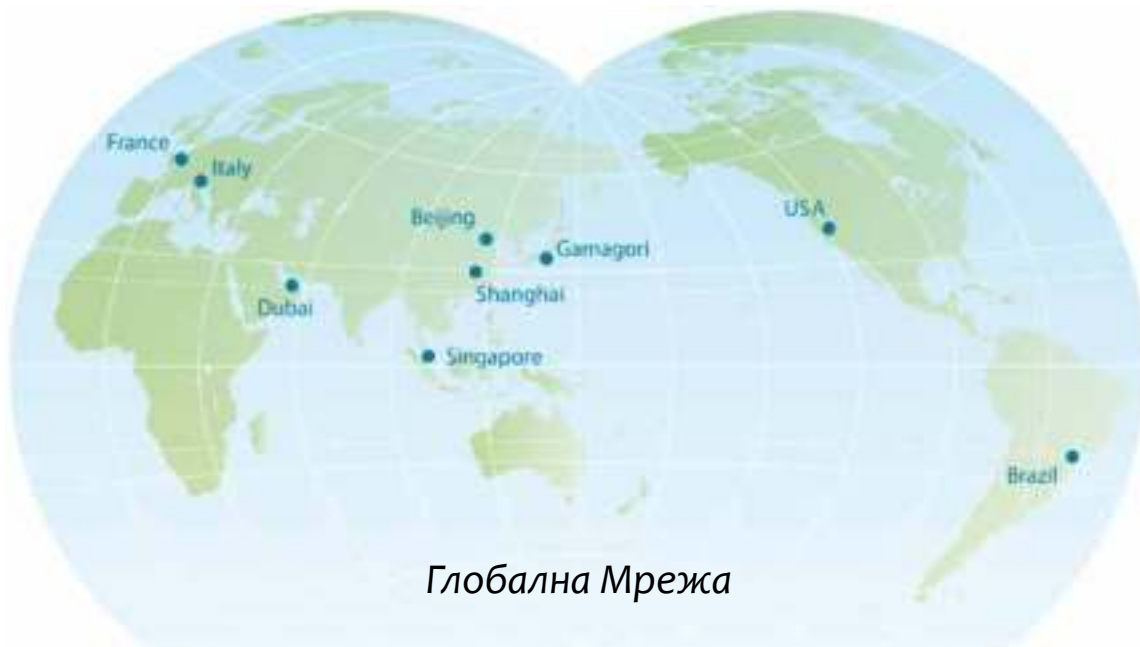 France
Italy
USA
Beijing
Gamagori
Shanghai
Dubai
Singapore
Brazil
Глобална Мрежа